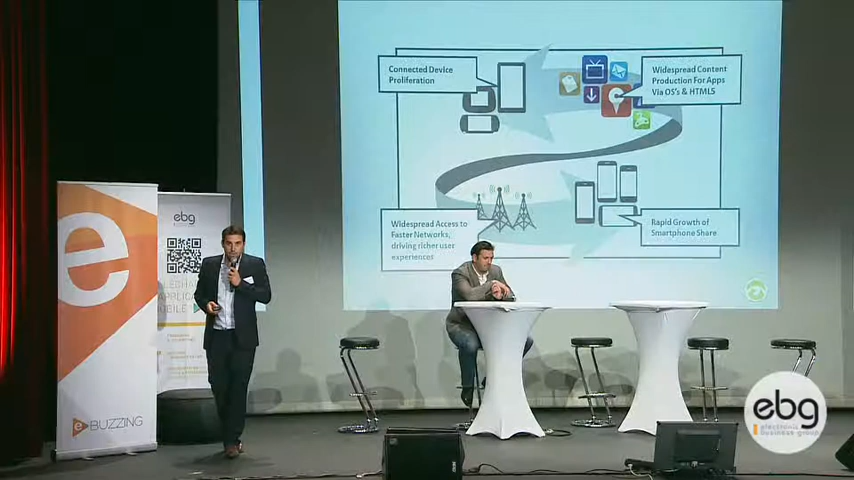 Connected Device
Proliferation
Widespread Content
Production For Apps
Via OS's & HTML5
Widespread Access to
Faster Networks,
driving richer user
experiences
Rapid Growth of
Smartphone Share
ebg
e
e BUZZING
ebg
electronic
business group